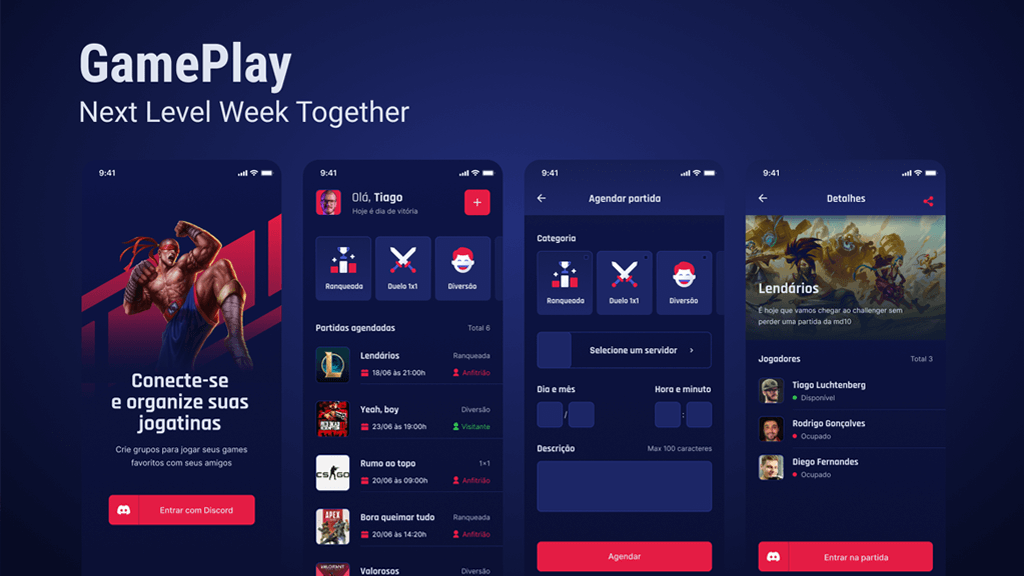 GamePlay
Next Level Week Together
9:41
Conecte-se
e organize suas
jogatinas
Crie grupos para jogar seus games
favoritos com seus amigos
Entrar com Discord
9:41
Olá, Tiago
Hoje é dia de vitória
+
Ranqueada
Duelo 1x1
Diversão
Partidas agendadas
Total 6
Lendários
Ranqueada
18/06 às 21:00h
Anfitrião
Yeah, boy
Diversão
23/06 às 19:00h
Visitante
CS GO
Rumo ao topo
1×1
20/06 às 09:00h
Anfitrião
APEX
Bora queimar tudo
Ranqueada
20/06 às 14:20h
Anfitrião
VALORANT
Valorosos
Diversão
9:41
Agendar partida
Categoria
Ranqueada
Duelo 1x1
Diversão
Selecione um servidor
Dia e mês
Hora e minuto
/
:
Descrição
Max 100 caracteres
Agendar
9:41
Detalhes
Lendários
É hoje que vamos chegar ao challenger sem
perder uma partida da md10
Jogadores
Total 3
Tiago Luchtenberg
Disponível
Rodrigo Gonçalves
Ocupado
Diego Fernandes
Ocupado
Entrar na partida